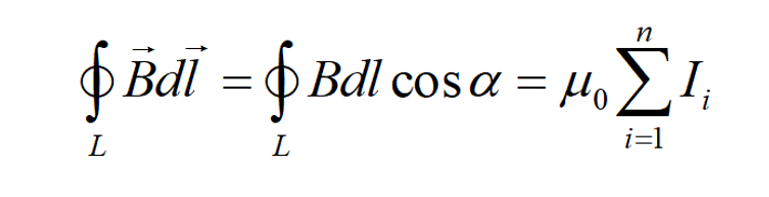 ∮_L B⃗dl⃗ = ∮_L Bdl cos α = μ₀ ∑_{i=1}^{n} I_i